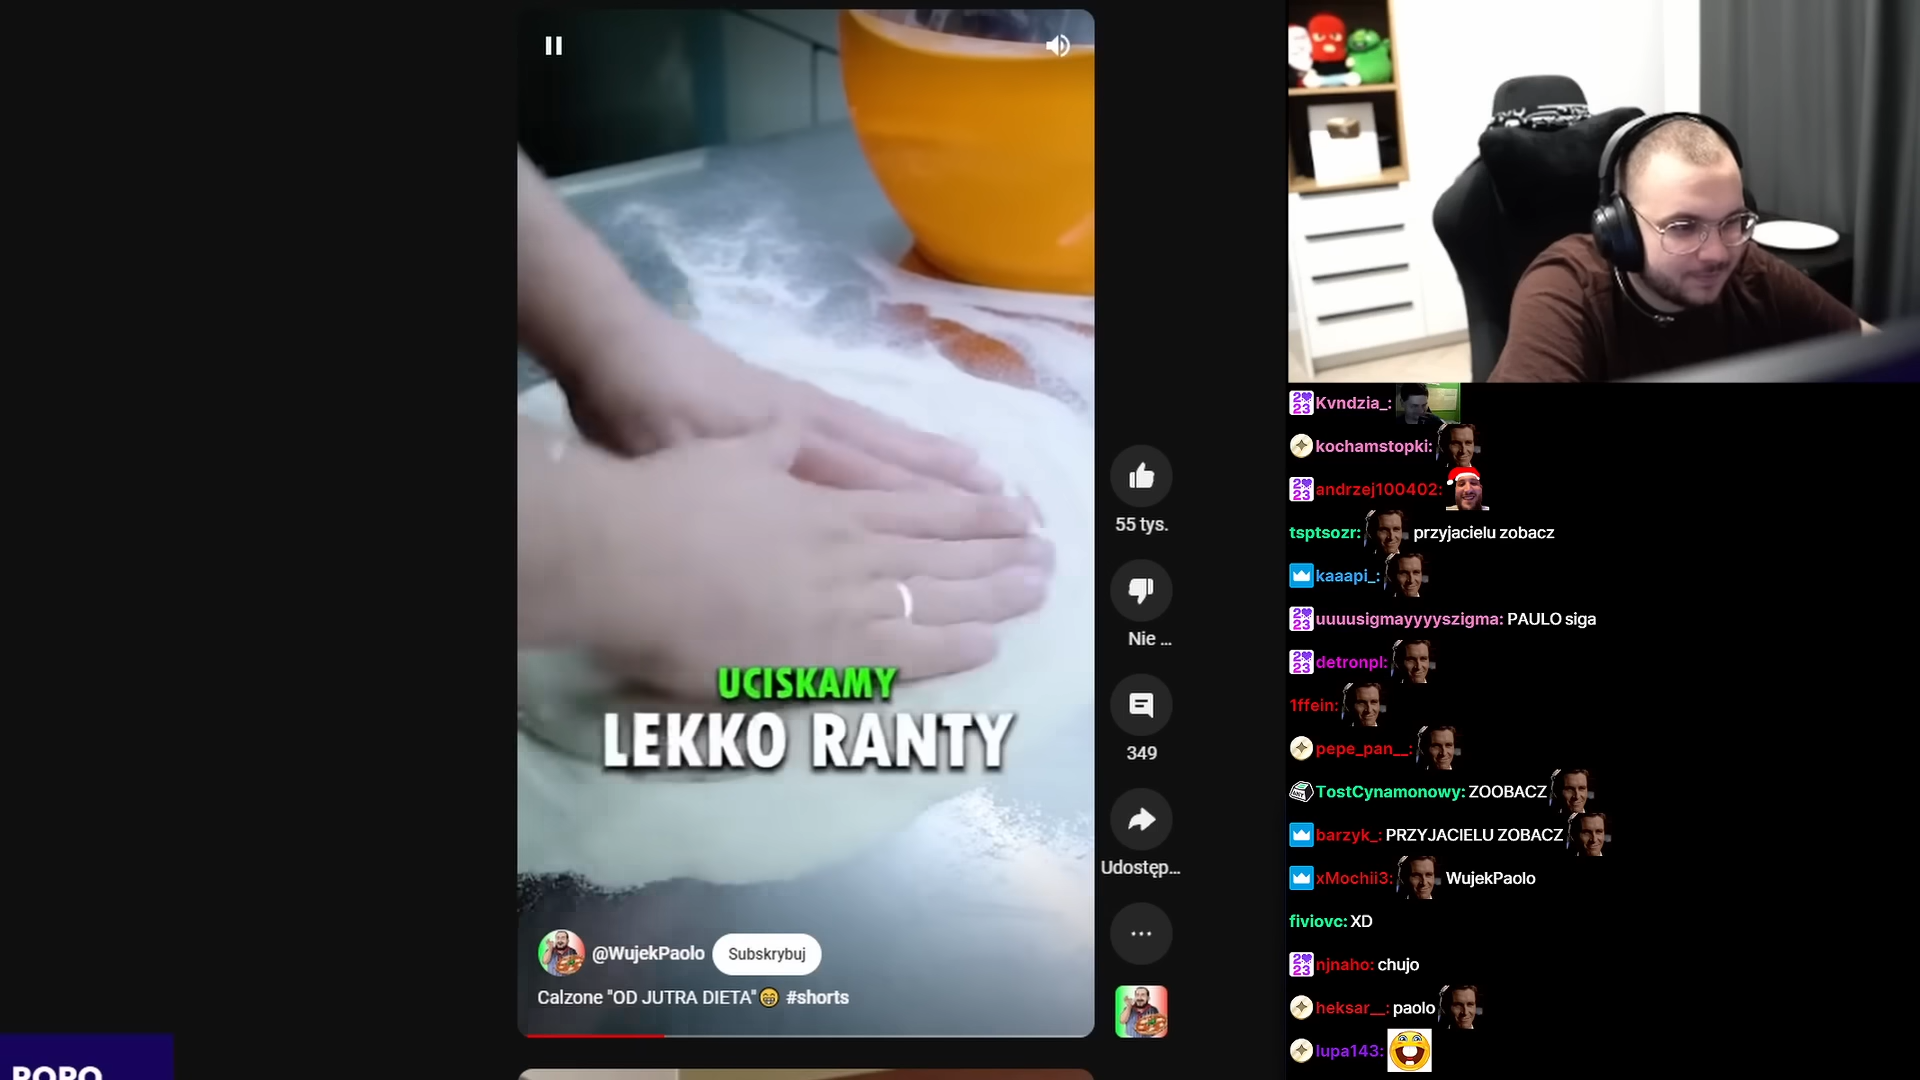 UCISKAMY
LEKKO RANTY
@WujekPaolo
Subskrybuj
Calzone "OD JUTRA DIETA"😁 #shorts
55 tys.
Nie ...
349
Udostęp...
Kvndzia_:
kochamstopki:
andrzej100402:
tsptsozr: przyjacielu zobacz
kaaapi_:
uuuusigmayyyyszigma: PAULO siga
detronpl:
1ffein:
pepe_pan__:
TostCynamonowy: ZOOBACZ
barzyk_: PRZYJACIELU ZOBACZ
xMochii3: WujekPaolo
fiviovc: XD
njnaho: chujo
heksar__: paolo
lupa143: